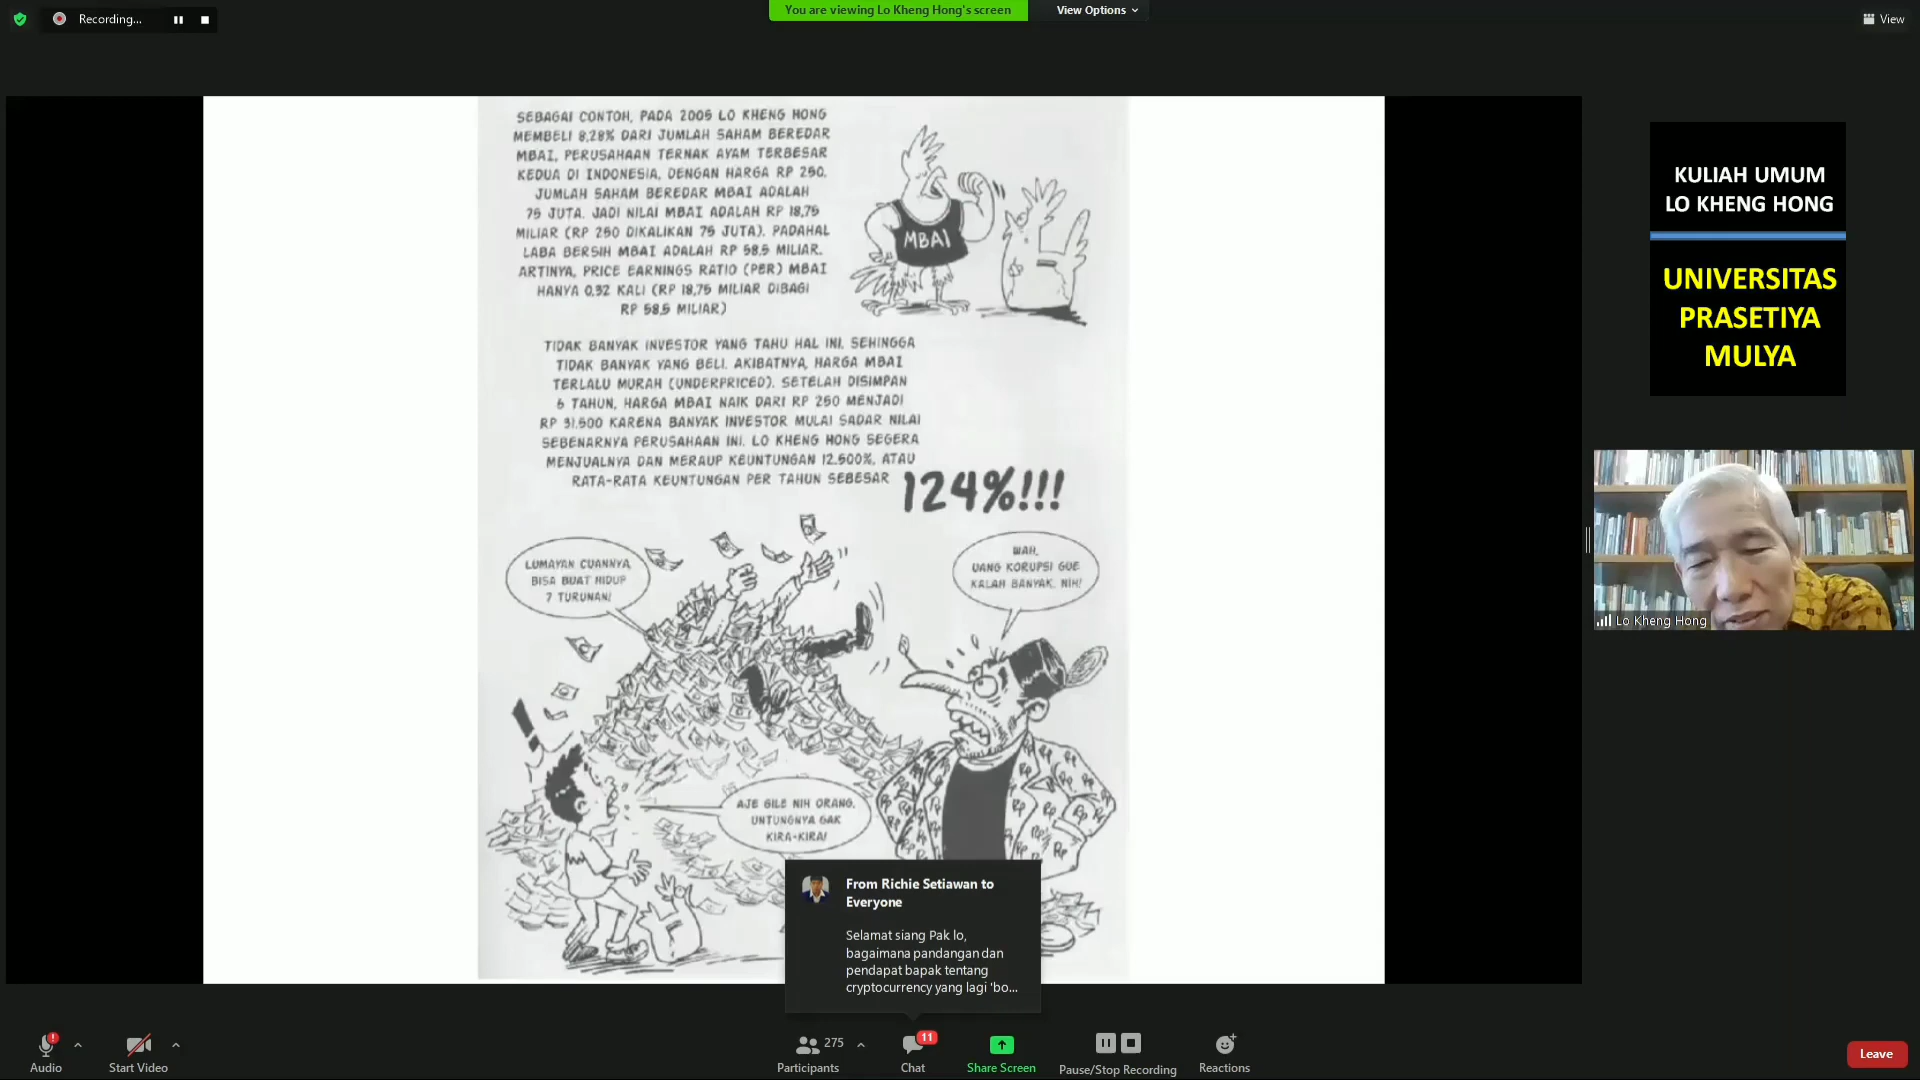 Recording...
You are viewing Lo Kheng Hong's screen
View Options
View
SEBAGAI CONTOH, PADA 2005 LO KHENG HONG
MEMBELI 8,28% DARI JUMLAH SAHAM BEREDAR
MBAI, PERUSAHAAN TERNAK AYAM TERBESAR
KEDUA DI INDONESIA, DENGAN HARGA RP 250.
JUMLAH SAHAM BEREDAR MBAI ADALAH
75 JUTA. JADI NILAI MBAI ADALAH RP 18,75
MILIAR (RP 250 DIKALIKAN 75 JUTA). PADAHAL
LABA BERSIH MBAI ADALAH RP 58,5 MILIAR.
ARTINYA, PRICE EARNINGS RATIO (PER) MBAI
HANYA 0,32 KALI (RP 18,75 MILIAR DIBAGI
RP 58,5 MILIAR)
MBAI
TIDAK BANYAK INVESTOR YANG TAHU HAL INI, SEHINGGA
TIDAK BANYAK YANG BELI. AKIBATNYA, HARGA MBAI
TERLALU MURAH (UNDERPRICED). SETELAH DISIMPAN
6 TAHUN, HARGA MBAI NAIK DARI RP 250 MENJADI
RP 31.500 KARENA BANYAK INVESTOR MULAI SADAR NILAI
SEBENARNYA PERUSAHAAN INI. LO KHENG HONG SEGERA
MENJUALNYA DAN MERAUP KEUNTUNGAN 12.500%, ATAU
RATA-RATA KEUNTUNGAN PER TAHUN SEBESAR
124%!!!
LUMAYAN CUANNYA,
BISA BUAT HIDUP
7 TURUNAN!
WAH,
UANG KORUPSI GUE
KALAH BANYAK, NIH!
AJE GILE NIH ORANG,
UNTUNGNYA GAK
KIRA-KIRA!
From Richie Setiawan to
Everyone
Selamat siang Pak lo,
bagaimana pandangan dan
pendapat bapak tentang
cryptocurrency yang lagi 'bo...
KULIAH UMUM
LO KHENG HONG
UNIVERSITAS
PRASETIYA
MULYA
Lo Kheng Hong
Audio
Start Video
275
Participants
11
Chat
Share Screen
Pause/Stop Recording
Reactions
Leave